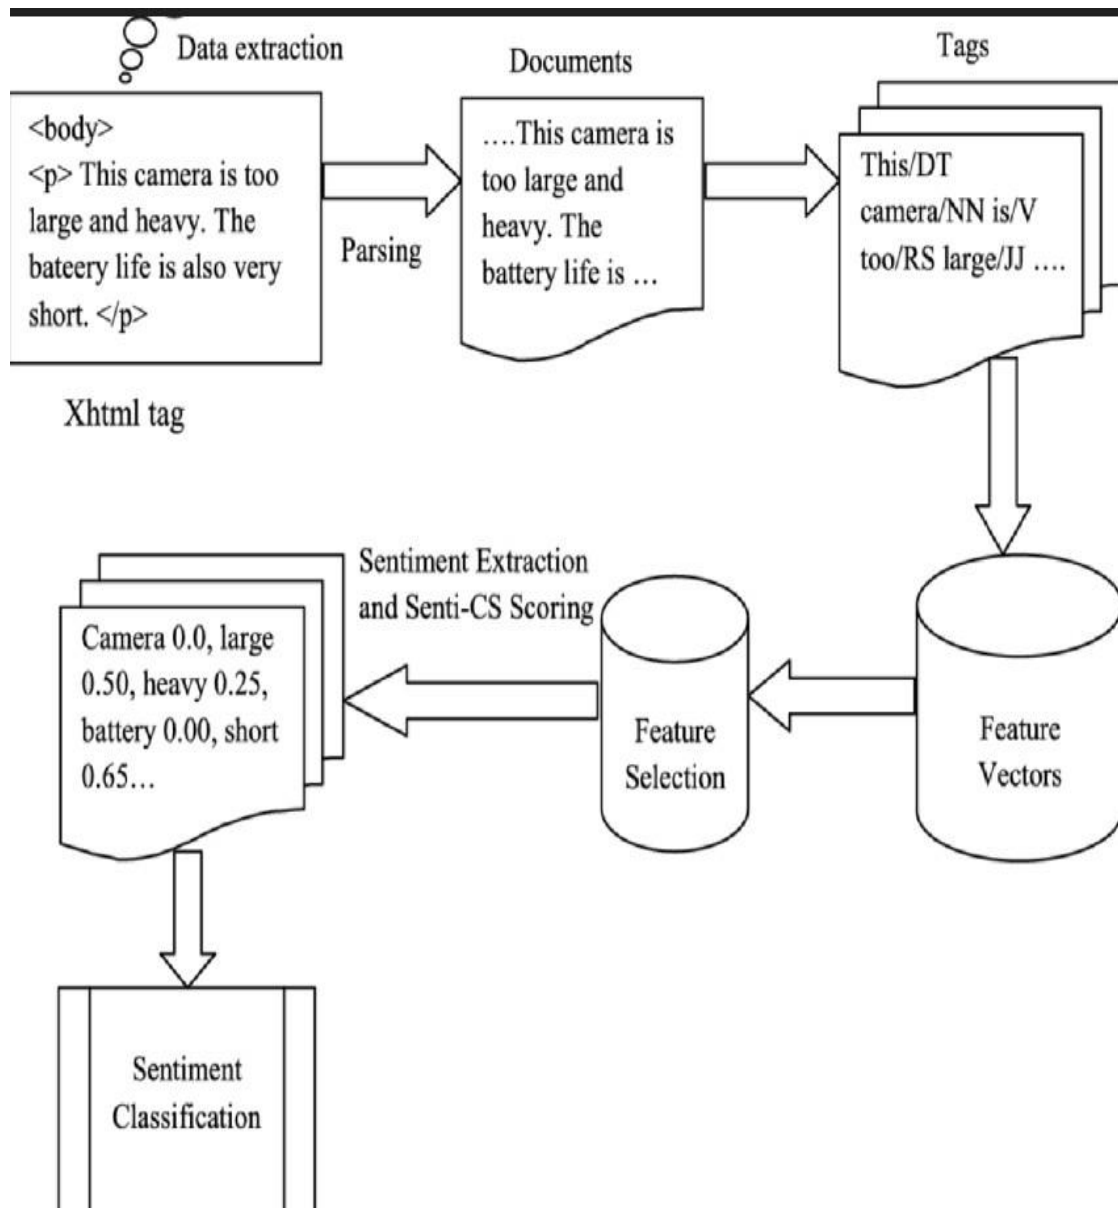 Data extraction
<body>
<p> This camera is too
large and heavy. The
bateery life is also very
short. </p>
Xhtml tag
Parsing
Documents
….This camera is
too large and
heavy. The
battery life is …
Tags
This/DT
camera/NN is/V
too/RS large/JJ ….
Feature
Vectors
Feature
Selection
Sentiment Extraction
and Senti-CS Scoring
Camera 0.0, large
0.50, heavy 0.25,
battery 0.00, short
0.65…
Sentiment
Classification